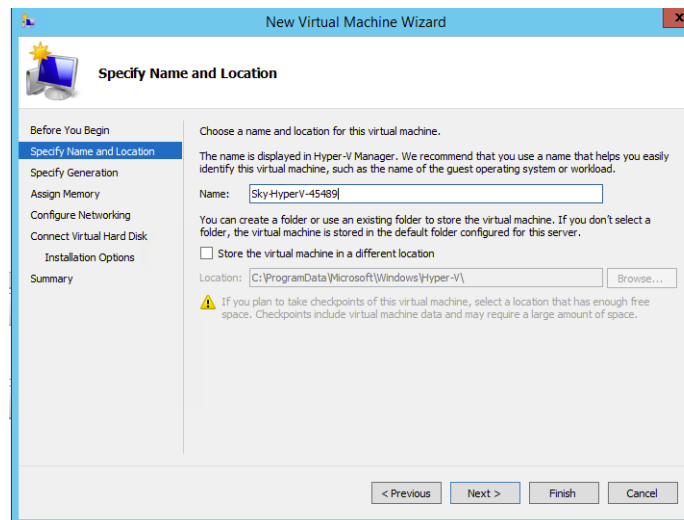 New Virtual Machine Wizard
x
Specify Name and Location
Before You Begin
Specify Name and Location
Specify Generation
Assign Memory
Configure Networking
Connect Virtual Hard Disk
Installation Options
Summary
Choose a name and location for this virtual machine.
The name is displayed in Hyper-V Manager. We recommend that you use a name that helps you easily
identify this virtual machine, such as the name of the guest operating system or workload.
Name: Sky-HyperV-45489
You can create a folder or use an existing folder to store the virtual machine. If you don't select a
folder, the virtual machine is stored in the default folder configured for this server.
Store the virtual machine in a different location
Location: C:\ProgramData\Microsoft\Windows\Hyper-V\ Browse...
If you plan to take checkpoints of this virtual machine, select a location that has enough free
space. Checkpoints include virtual machine data and may require a large amount of space.
< Previous Next > Finish Cancel